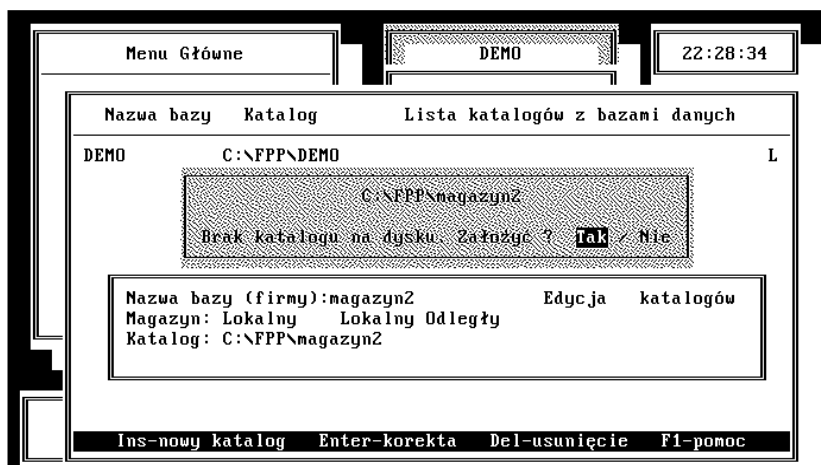 Menu Główne DEMO 22:28:34
Nazwa bazy Katalog Lista katalogów z bazami danych
DEMO C:\FPP\DEMO L
C:\FPP\magazyn2
Brak katalogu na dysku. Założyć ? Tak / Nie
Nazwa bazy (firmy):magazyn2 Edycja katalogów
Magazyn: Lokalny Lokalny Odległy
Katalog: C:\FPP\magazyn2
Ins-nowy katalog Enter-korekta Del-usunięcie F1-pomoc